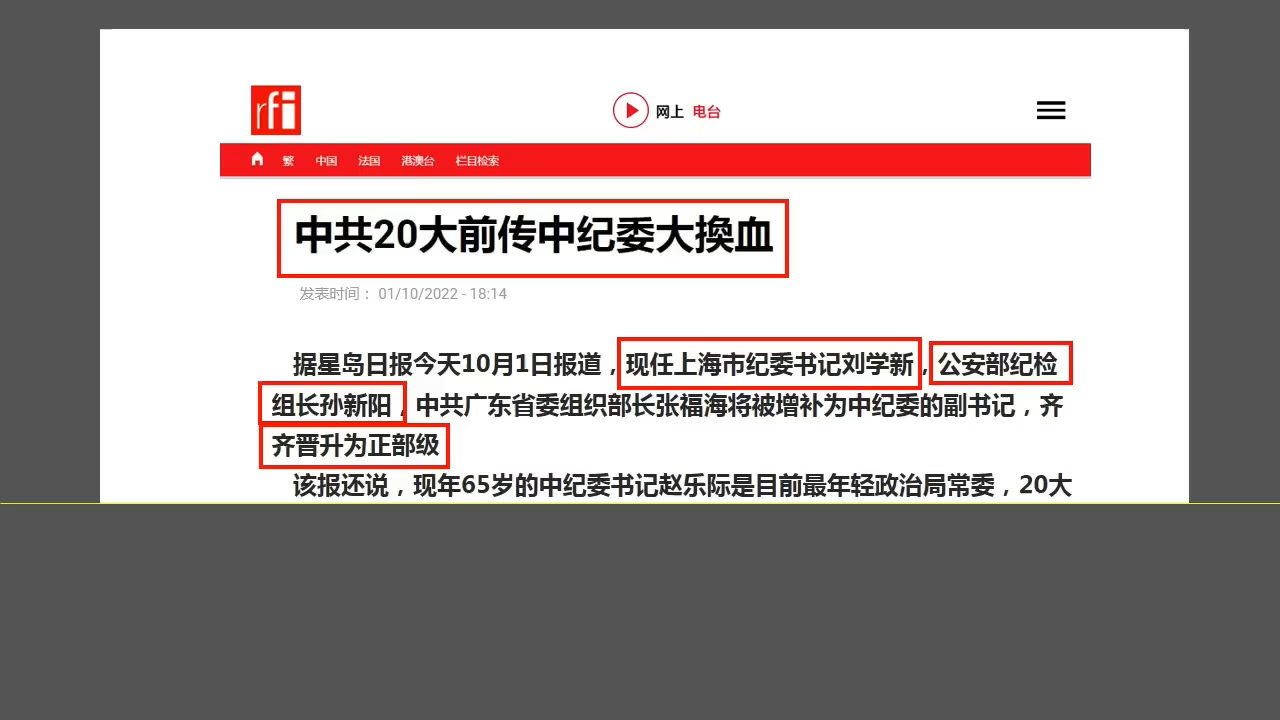 rfi
网上 电台
繁 中国 法国 港澳台 栏目检索
中共20大前传中纪委大换血
发表时间： 01/10/2022 - 18:14
据星岛日报今天10月1日报道，现任上海市纪委书记刘学新，公安部纪检
组长孙新阳，中共广东省委组织部长张福海将被增补为中纪委的副书记，齐
齐晋升为正部级
该报还说，现年65岁的中纪委书记赵乐际是目前最年轻政治局常委，20大